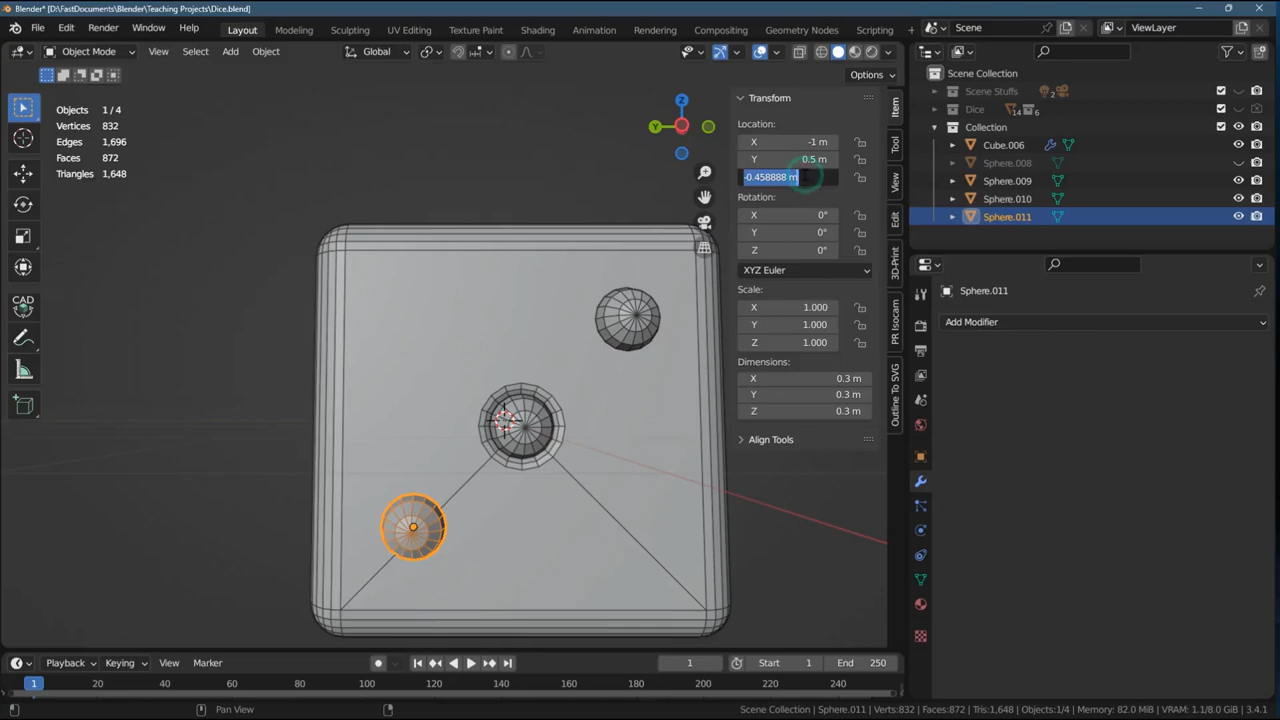 Blender* [D:\FastDocuments\Blender\Teaching Projects\Dice.blend]
File Edit Render Window Help Layout Modeling Sculpting UV Editing Texture Paint Shading Animation Rendering Compositing Geometry Nodes Scripting + Scene ViewLayer
Object Mode View Select Add Object Global
Options
Objects 1 / 4
Vertices 832
Edges 1,696
Faces 872
Triangles 1,648
Z
Y
CAD
Transform
Location:
X -1 m
Y 0.5 m
-0.458888 m
Rotation:
X 0°
Y 0°
Z 0°
XYZ Euler
Scale:
X 1.000
Y 1.000
Z 1.000
Dimensions:
X 0.3 m
Y 0.3 m
Z 0.3 m
Align Tools
Item
Tool
View
Edit
3D-Print
PR Isocam
Outline To SVG
Scene Collection
Scene Stuffs 2
Dice 14 6
Collection
Cube.006
Sphere.008
Sphere.009
Sphere.010
Sphere.011
Sphere.011
Add Modifier
Playback Keying View Marker 1 Start 1 End 250
1 20 40 60 80 100 120 140 160 180 200 220 240
Pan View
Scene Collection | Sphere.011 | Verts:832 | Faces:872 | Tris:1,648 | Objects:1/4 | Memory: 82.0 MiB | VRAM: 1.1/8.0 GiB | 3.4.1